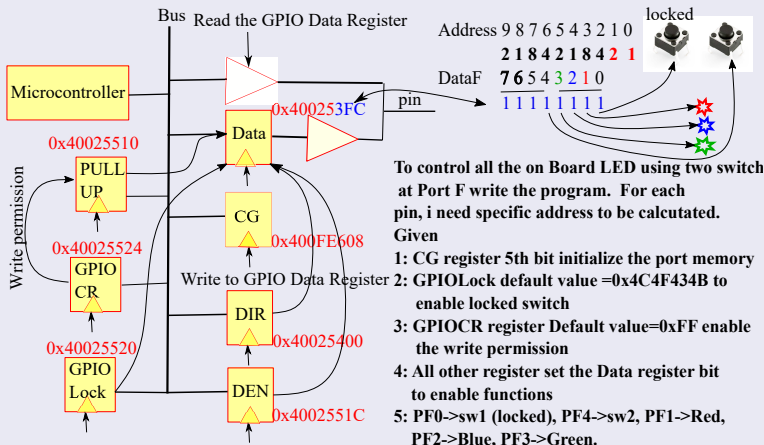 Bus
Read the GPIO Data Register
Microcontroller
0x400253FC
pin
0x40025510
Data
PULL
UP
CG
0x400FE608
Write permission
0x40025524
GPIO
CR
Write to GPIO Data Register
DIR
0x40025400
0x40025520
GPIO
Lock
DEN
0x4002551C
Address 9 8 7 6 5 4 3 2 1 0
2 1 8 4 2 1 8 4 2 1
DataF 7 6 5 4 3 2 1 0
1 1 1 1 1 1 1 1
locked
To control all the on Board LED using two switch
at Port F write the program. For each
pin, i need specific address to be calcutated.
Given
1: CG register 5th bit initialize the port memory
2: GPIOLock default value =0x4C4F434B to
enable locked switch
3: GPIOCR register Default value=0xFF enable
the write permission
4: All other register set the Data register bit
to enable functions
5: PF0->sw1 (locked), PF4->sw2, PF1->Red,
PF2->Blue, PF3->Green.